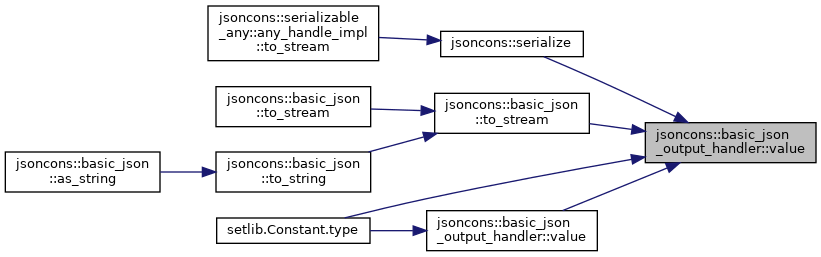 jsoncons::serializable
_any::any_handle_impl
::to_stream
jsoncons::serialize
jsoncons::basic_json
::to_stream
jsoncons::basic_json
::to_stream
jsoncons::basic_json
_output_handler::value
jsoncons::basic_json
::as_string
jsoncons::basic_json
::to_string
setlib.Constant.type
jsoncons::basic_json
_output_handler::value